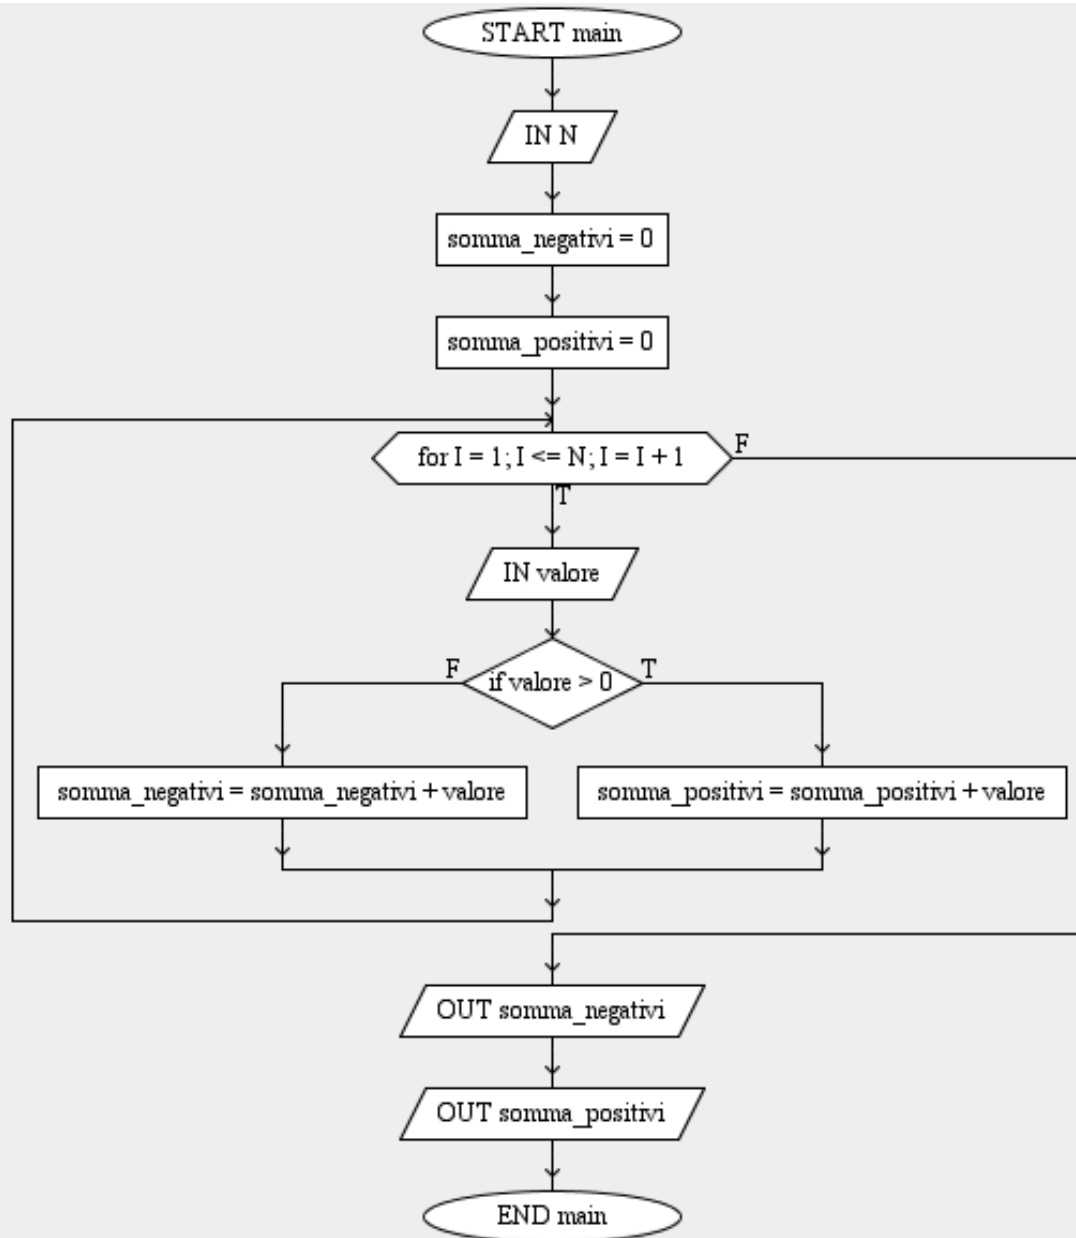 START main
IN N
somma_negativi = 0
somma_positivi = 0
for I = 1; I <= N; I = I + 1
F
T
IN valore
F
if valore > 0
T
somma_negativi = somma_negativi + valore
somma_positivi = somma_positivi + valore
OUT somma_negativi
OUT somma_positivi
END main